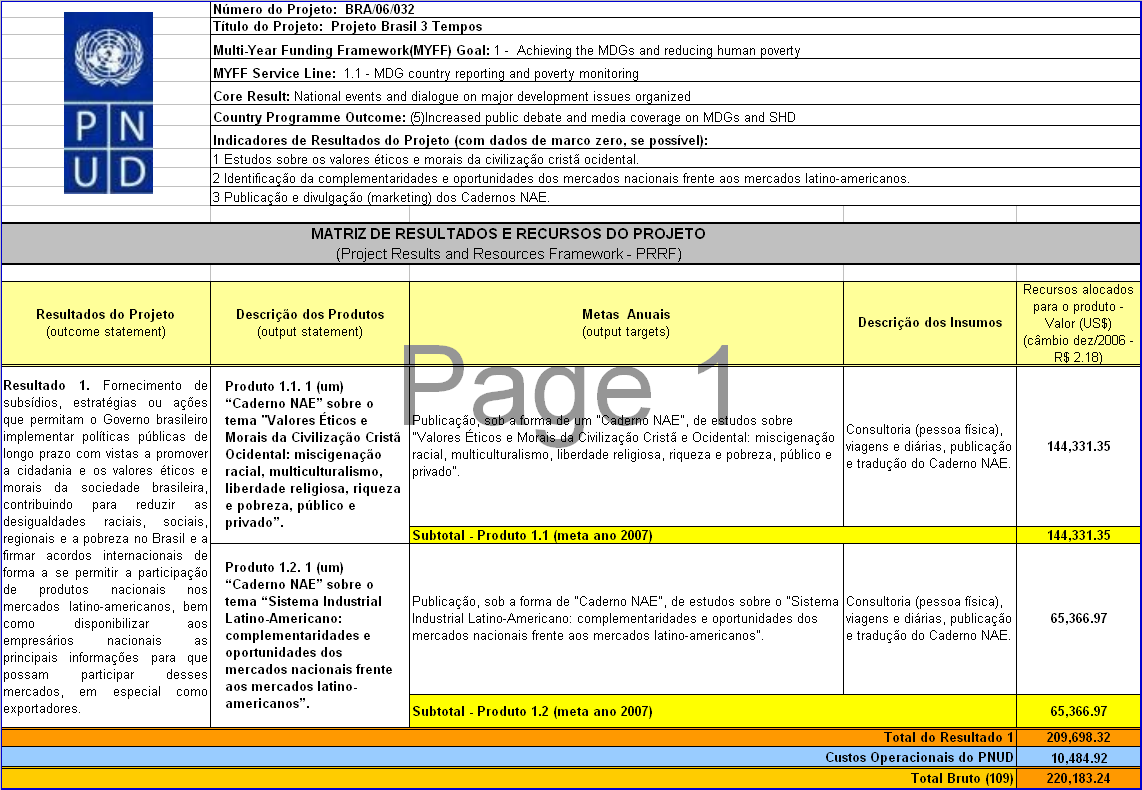 PNUD
Número do Projeto: BRA/06/032
Título do Projeto: Projeto Brasil 3 Tempos
Multi-Year Funding Framework(MYFF) Goal: 1 - Achieving the MDGs and reducing human poverty
MYFF Service Line: 1.1 - MDG country reporting and poverty monitoring
Core Result: National events and dialogue on major development issues organized
Country Programme Outcome: (5)Increased public debate and media coverage on MDGs and SHD
Indicadores de Resultados do Projeto (com dados de marco zero, se possível):
1 Estudos sobre os valores éticos e morais da civilização cristã ocidental.
2 Identificação da complementaridades e oportunidades dos mercados nacionais frente aos mercados latino-americanos.
3 Publicação e divulgação (marketing) dos Cadernos NAE.
MATRIZ DE RESULTADOS E RECURSOS DO PROJETO
(Project Results and Resources Framework - PRRF)
Resultados do Projeto
(outcome statement)
Descrição dos Produtos
(output statement)
Metas Anuais
(output targets)
Descrição dos Insumos
Recursos alocados
para o produto -
Valor (US$)
(câmbio dez/2006 -
R$ 2.18)
Page 1
Resultado 1. Fornecimento de
subsídios, estratégias ou ações
que permitam o Governo brasileiro
implementar políticas públicas de
longo prazo com vistas a promover
a cidadania e os valores éticos e
morais da sociedade brasileira,
contribuindo para reduzir as
desigualdades raciais, sociais,
regionais e a pobreza no Brasil e a
firmar acordos internacionais de
forma a se permitir a participação
de produtos nacionais nos
mercados latino-americanos, bem
como disponibilizar aos
empresários nacionais as
principais informações para que
possam participar desses
mercados, em especial como
exportadores.
Produto 1.1. 1 (um)
“Caderno NAE” sobre o
tema "Valores Éticos e
Morais da Civilização Cristã
Ocidental: miscigenação
racial, multiculturalismo,
liberdade religiosa, riqueza
e pobreza, público e
privado”.
Publicação, sob a forma de um "Caderno NAE", de estudos sobre
"Valores Éticos e Morais da Civilização Cristã e Ocidental: miscigenação
racial, multiculturalismo, liberdade religiosa, riqueza e pobreza, público e
privado”.
Consultoria (pessoa física),
viagens e diárias, publicação
e tradução do Caderno NAE.
144,331.35
Subtotal - Produto 1.1 (meta ano 2007)
144,331.35
Produto 1.2. 1 (um)
“Caderno NAE” sobre o
tema “Sistema Industrial
Latino-Americano:
complementaridades e
oportunidades dos
mercados nacionais frente
aos mercados latino-
americanos”.
Publicação, sob a forma de "Caderno NAE", de estudos sobre o "Sistema
Industrial Latino-Americano: complementaridades e oportunidades dos
mercados nacionais frente aos mercados latino-americanos”.
Consultoria (pessoa física),
viagens e diárias, publicação
e tradução do Caderno NAE.
65,366.97
Subtotal - Produto 1.2 (meta ano 2007)
65,366.97
Total do Resultado 1
209,698.32
Custos Operacionais do PNUD
10,484.92
Total Bruto (109)
220,183.24